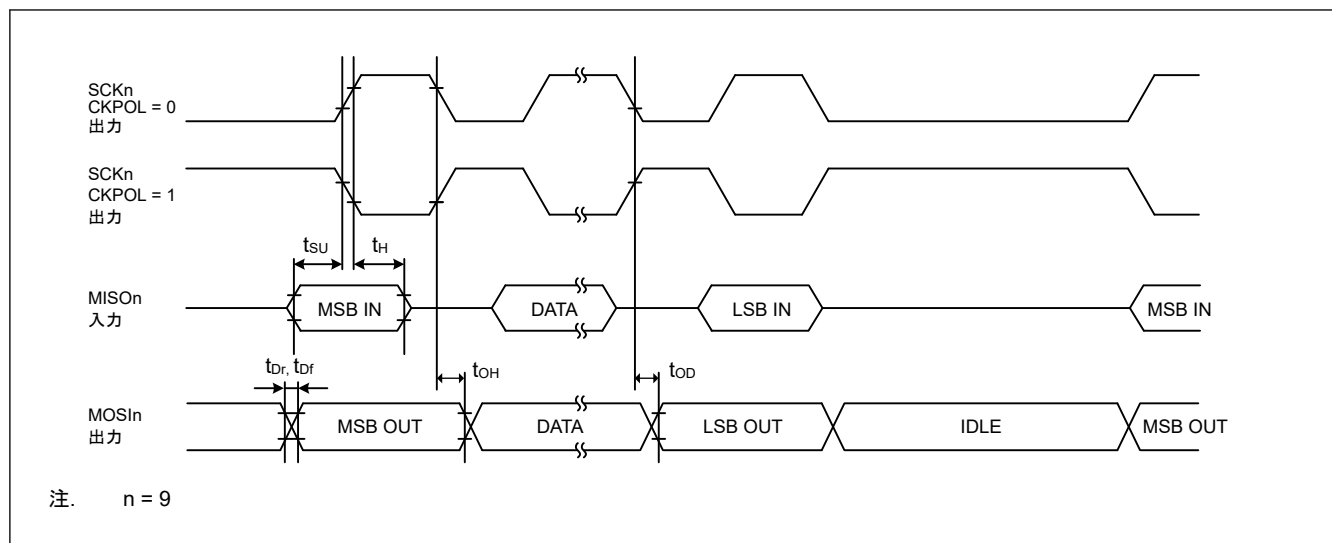 SCKn
CKPOL = 0
出力
SCKn
CKPOL = 1
出力
tSU
tH
MISOn
入力
MSB IN
DATA
LSB IN
MSB IN
tDr, tDf
tOH
tOD
MOSIn
出力
MSB OUT
DATA
LSB OUT
IDLE
MSB OUT
注. n = 9